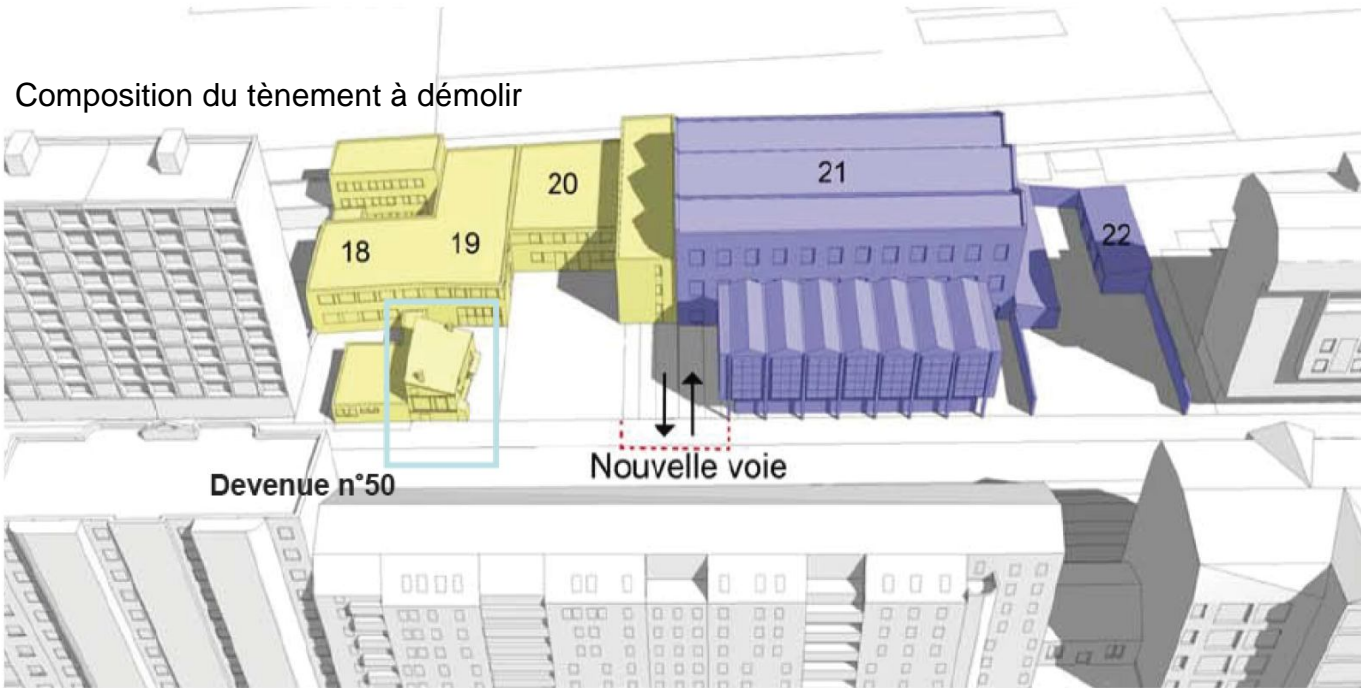 Composition du tènement à démolir
18
19
20
21
22
Nouvelle voie
Devenue n°50